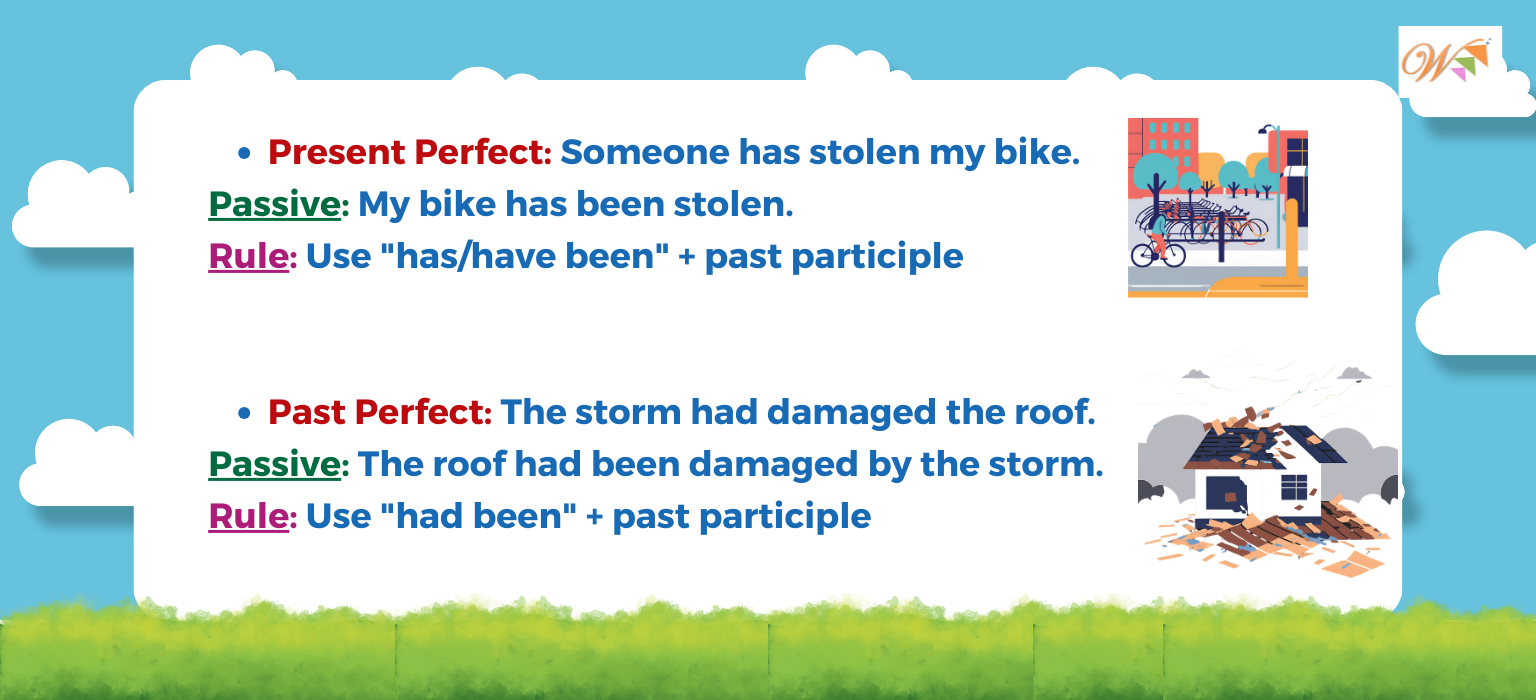 • Present Perfect: Someone has stolen my bike.
Passive: My bike has been stolen.
Rule: Use "has/have been" + past participle
• Past Perfect: The storm had damaged the roof.
Passive: The roof had been damaged by the storm.
Rule: Use "had been" + past participle
W